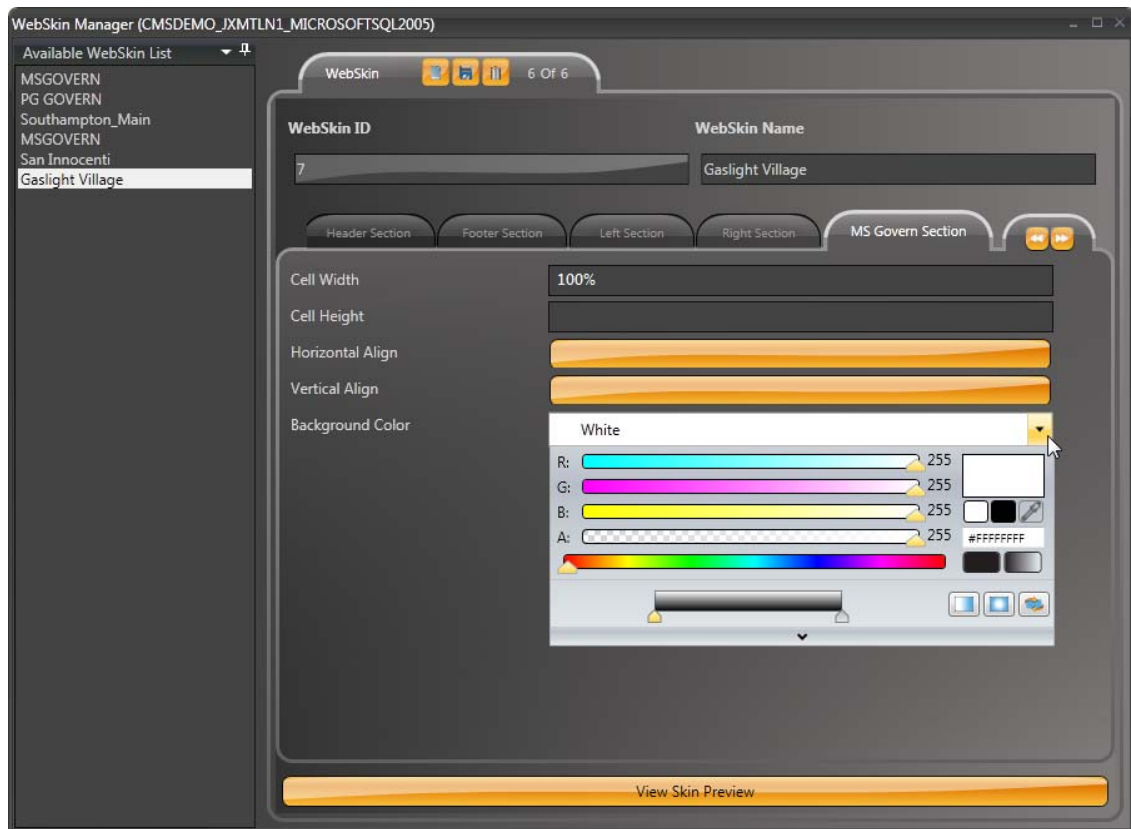 WebSkin Manager (CMSDEMO_JXMTLN1_MICROSOFTSQL2005)
Available WebSkin List
MSGOVERN
PG GOVERN
Southampton_Main
MSGOVERN
San Innocenti
Gaslight Village
WebSkin 6 Of 6
WebSkin ID WebSkin Name
7 Gaslight Village
Header Section Footer Section Left Section Right Section MS Govern Section
Cell Width 100%
Cell Height
Horizontal Align
Vertical Align
Background Color White
R: 255
G: 255
B: 255
A: 255 #FFFFFFFF
View Skin Preview